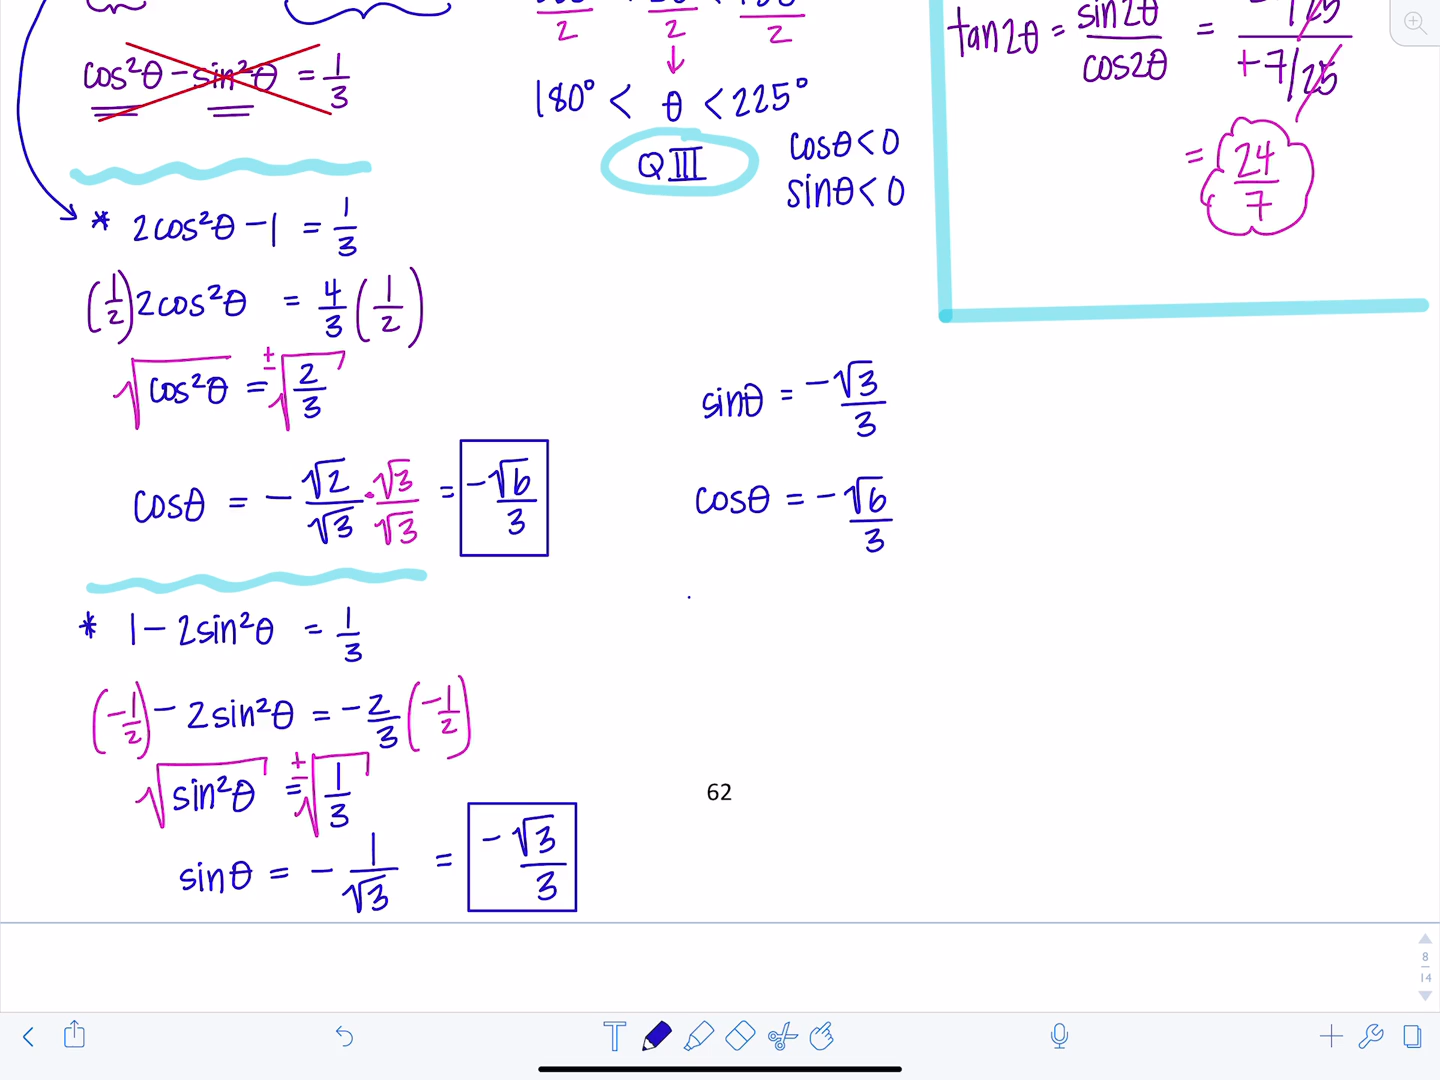 cos²θ - sin²θ = 1/3
180° < θ < 225°
QIII
cosθ < 0
sinθ < 0
tan2θ = sin2θ/cos2θ = /25 / +7/25
= 24/7
* 2cos²θ - 1 = 1/3
(1/2) 2cos²θ = 4/3 (1/2)
√cos²θ = ±√2/3
cosθ = - √2/√3 · √3/√3 = -√6/3
* 1 - 2sin²θ = 1/3
(-1/2) - 2sin²θ = -2/3 (-1/2)
√sin²θ = ±√1/3
sinθ = - 1/√3 = -√3/3
sinθ = -√3/3
cosθ = -√6/3
62
8
14
T